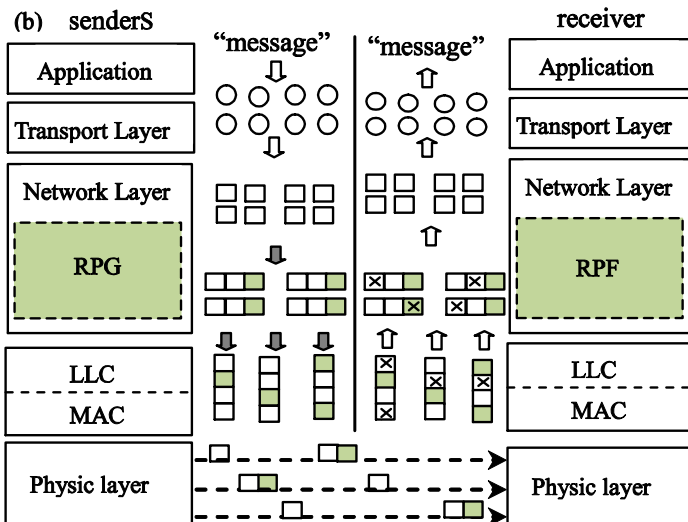 (b) senderS
receiver
"message"
"message"
Application
Application
Transport Layer
Transport Layer
Network Layer
Network Layer
RPG
RPF
LLC
LLC
MAC
MAC
Physic layer
Physic layer